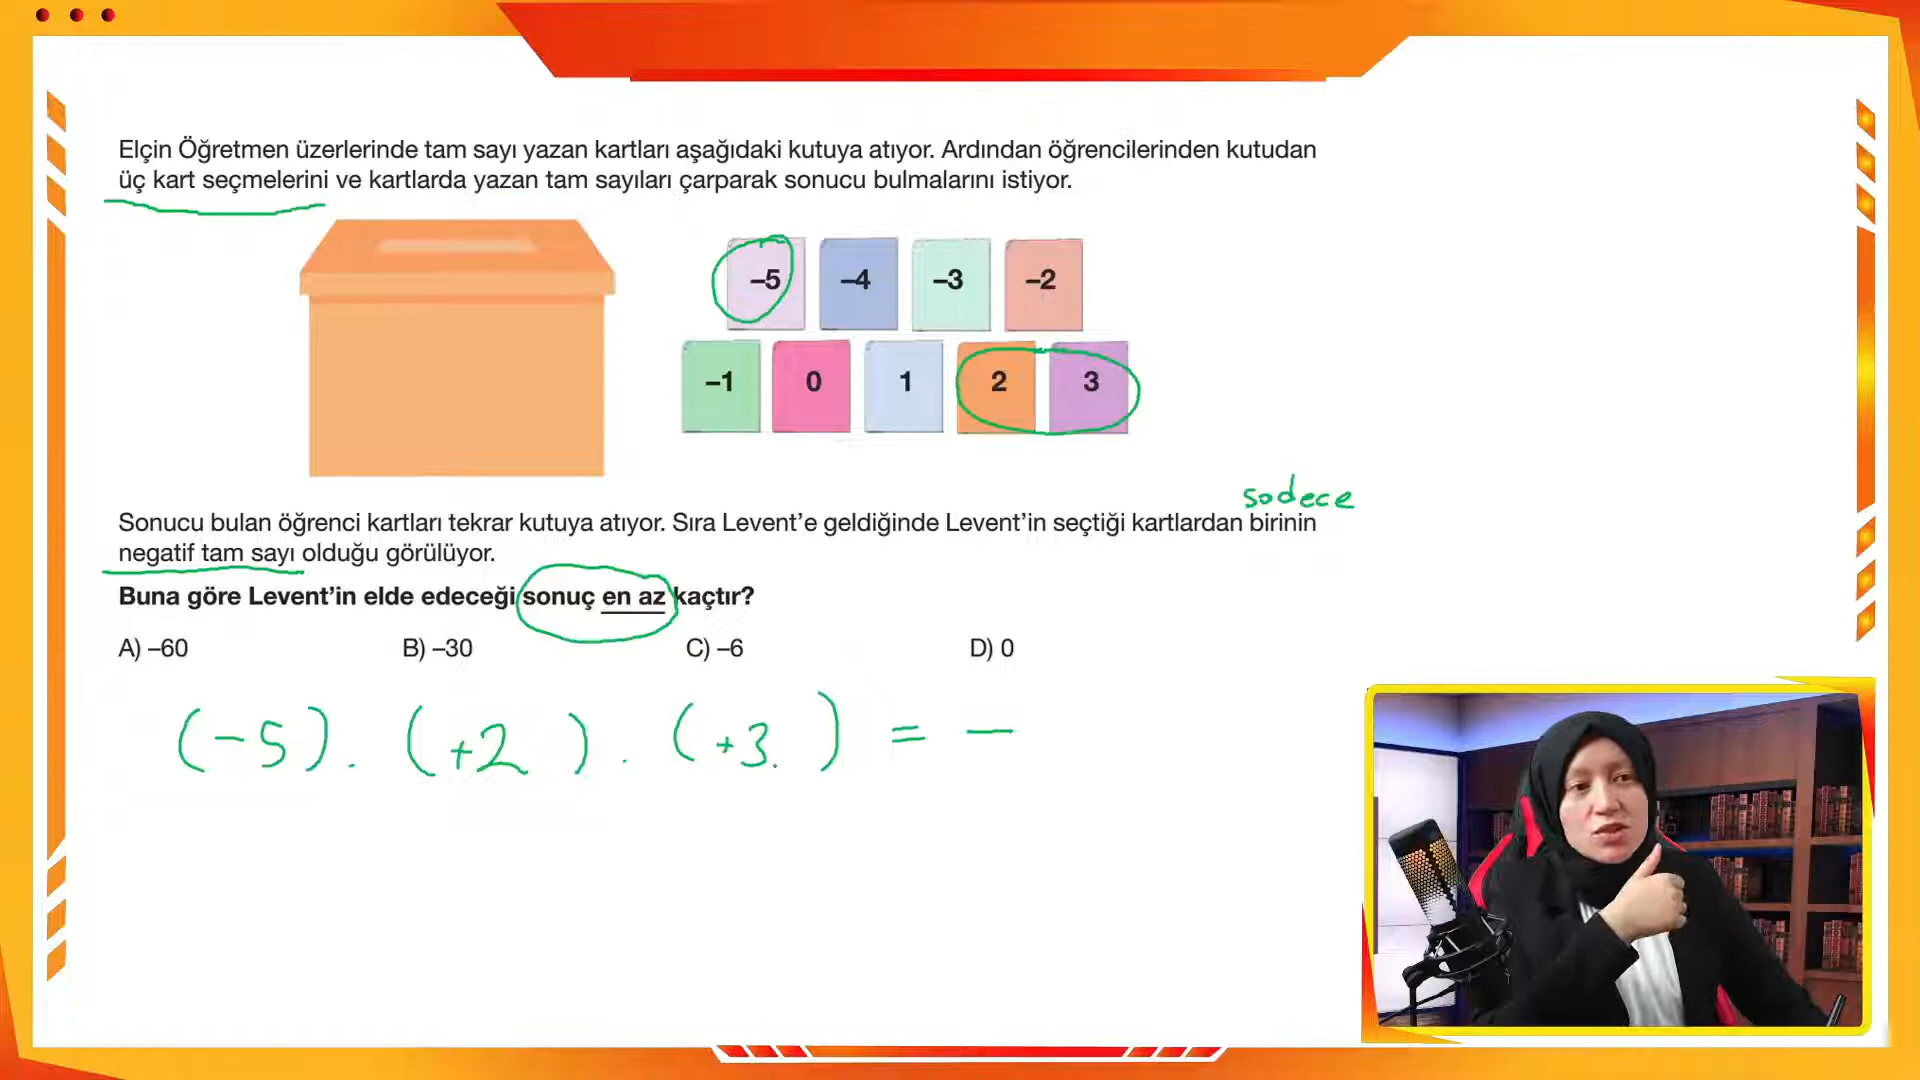 Elçin Öğretmen üzerlerinde tam sayı yazan kartları aşağıdaki kutuya atıyor. Ardından öğrencilerinden kutudan
üç kart seçmelerini ve kartlarda yazan tam sayıları çarparak sonucu bulmalarını istiyor.
–5 –4 –3 –2
–1 0 1 2 3
sadece
Sonucu bulan öğrenci kartları tekrar kutuya atıyor. Sıra Levent’e geldiğinde Levent’in seçtiği kartlardan birinin
negatif tam sayı olduğu görülüyor.
Buna göre Levent’in elde edeceği sonuç en az kaçtır?
A) –60 B) –30 C) –6 D) 0
(-5) . (+2) . (+3) = –